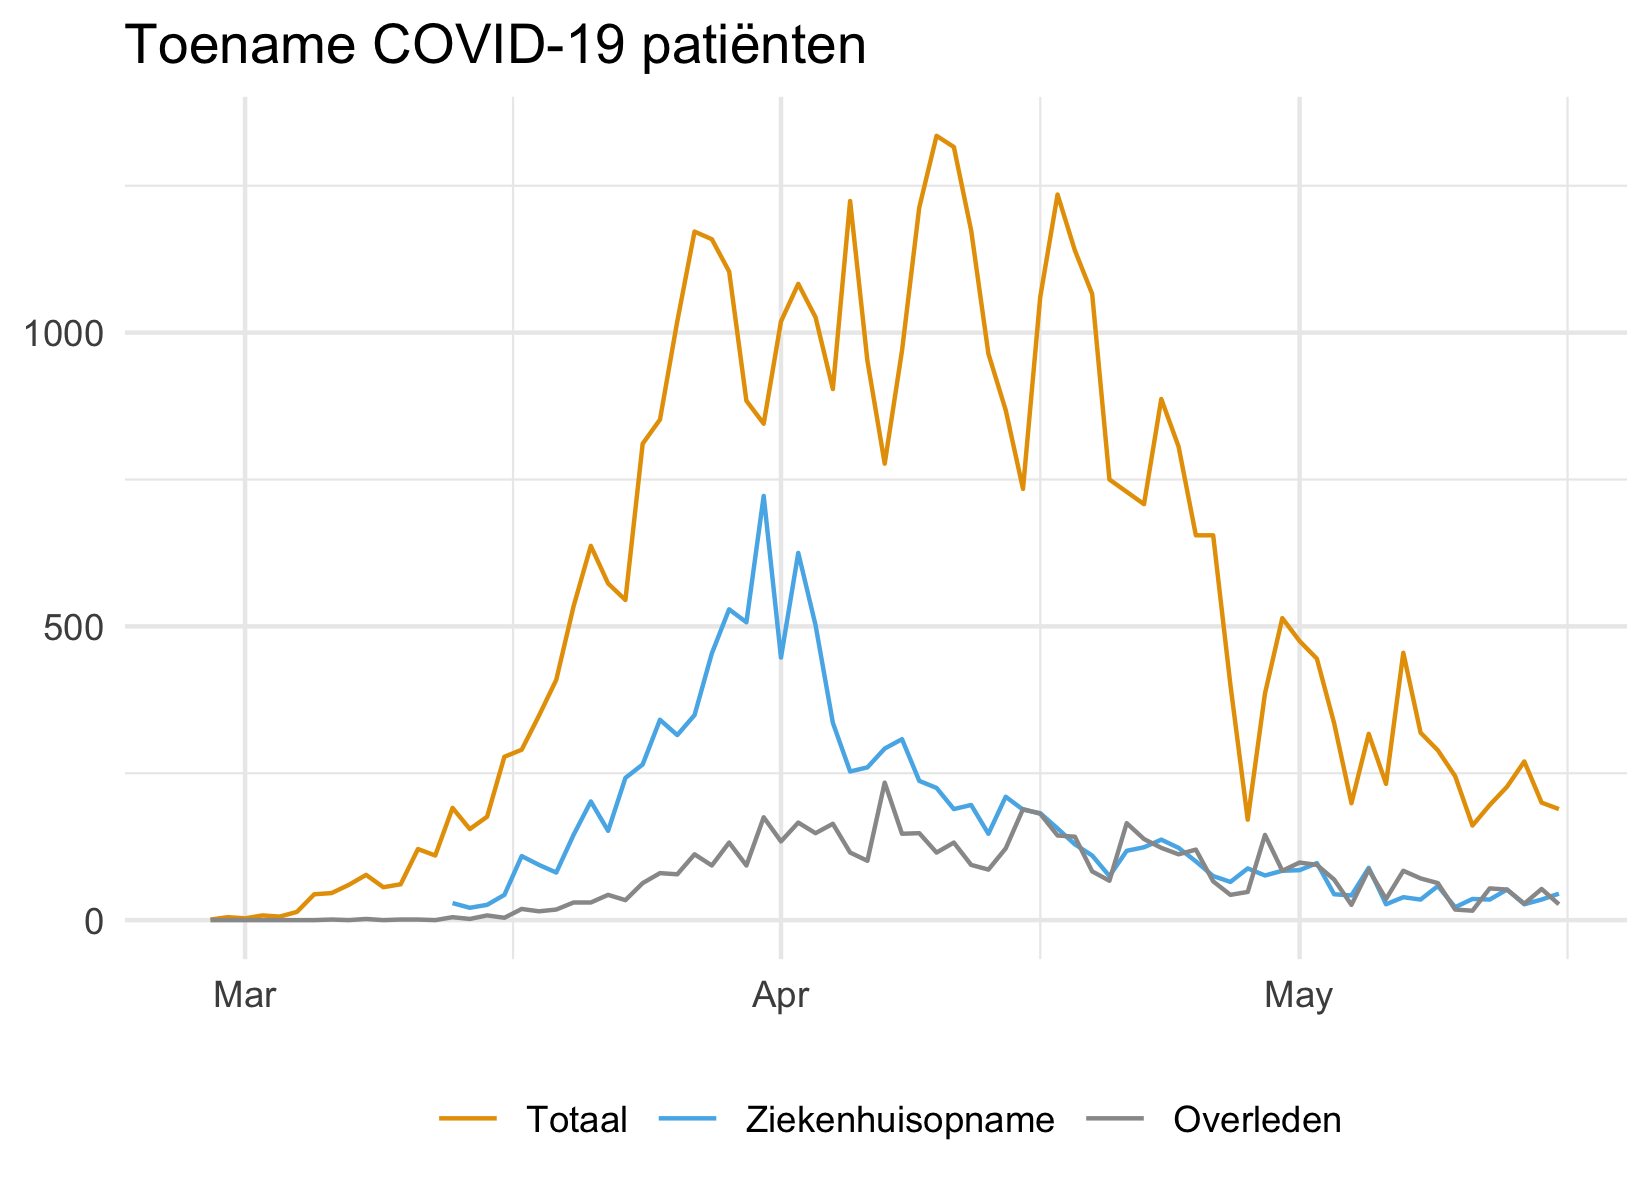 Toename COVID-19 patiënten
1000
500
0
Mar Apr May
Totaal Ziekenhuisopname Overleden